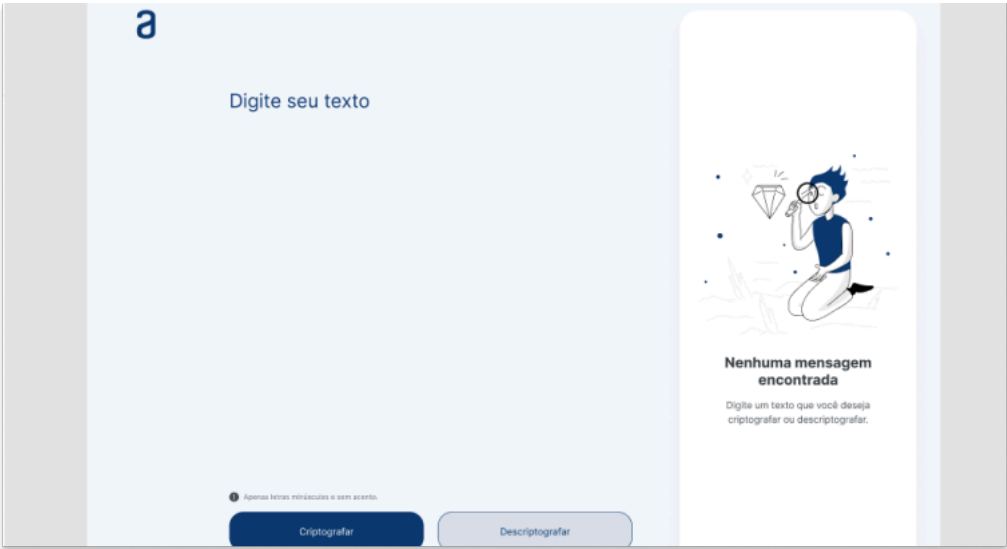 a
Digite seu texto
Nenhuma mensagem
encontrada
Digite um texto que você deseja
criptografar ou descriptografar.
Apenas letras minúsculas e sem acento.
Criptografar
Descriptografar